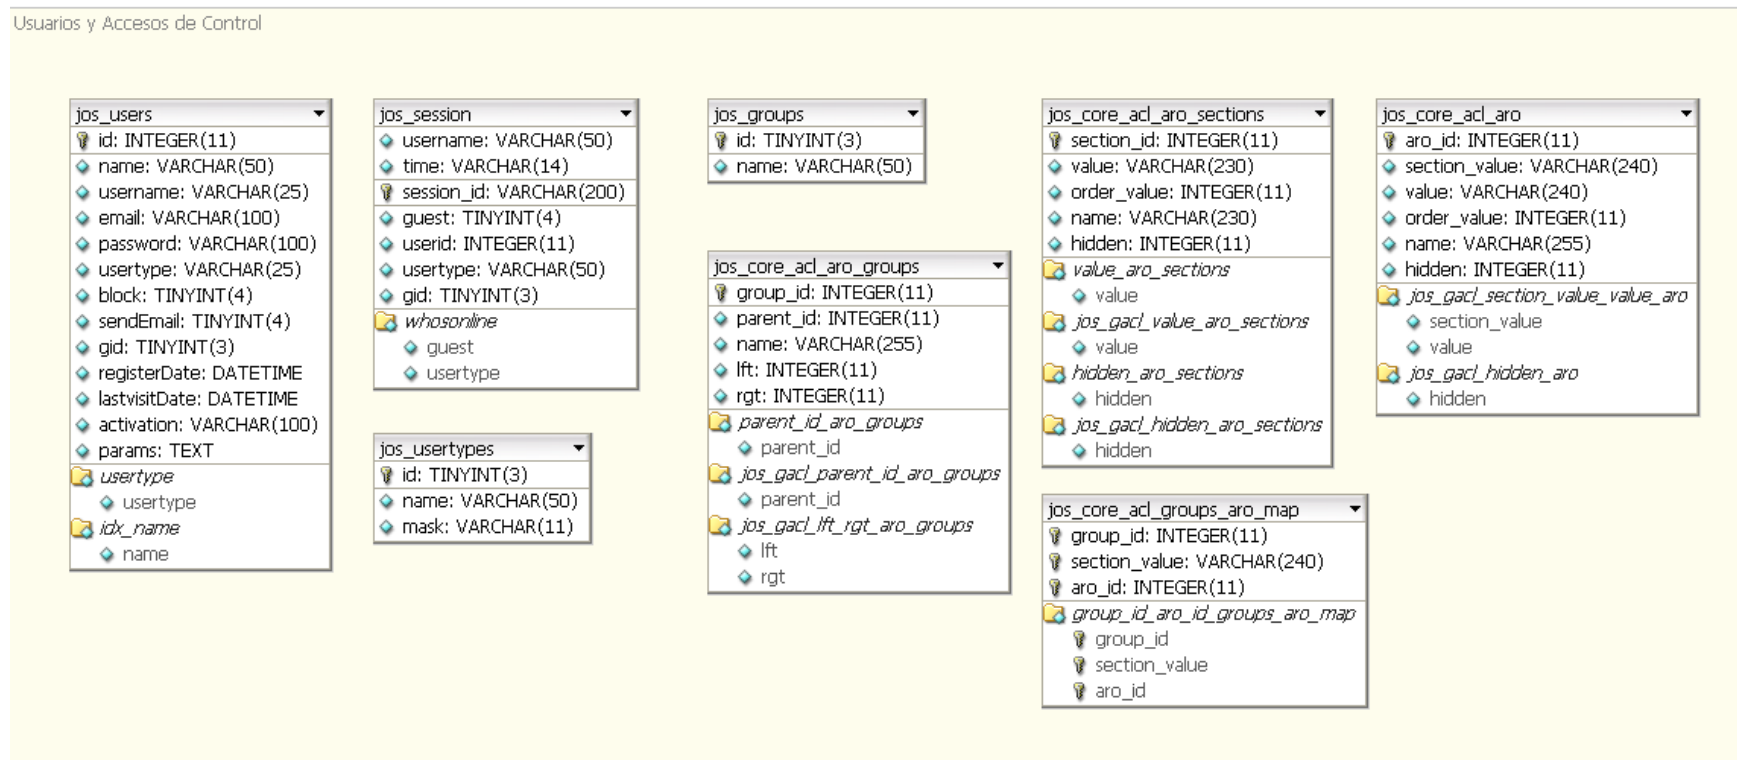 Usuarios y Accesos de Control
jos_users
id: INTEGER(11)
name: VARCHAR(50)
username: VARCHAR(25)
email: VARCHAR(100)
password: VARCHAR(100)
usertype: VARCHAR(25)
block: TINYINT(4)
sendEmail: TINYINT(4)
gid: TINYINT(3)
registerDate: DATETIME
lastvisitDate: DATETIME
activation: VARCHAR(100)
params: TEXT
usertype
usertype
idx_name
name
jos_session
username: VARCHAR(50)
time: VARCHAR(14)
session_id: VARCHAR(200)
guest: TINYINT(4)
userid: INTEGER(11)
usertype: VARCHAR(50)
gid: TINYINT(3)
whosonline
guest
usertype
jos_usertypes
id: TINYINT(3)
name: VARCHAR(50)
mask: VARCHAR(11)
jos_groups
id: TINYINT(3)
name: VARCHAR(50)
jos_core_acl_aro_groups
group_id: INTEGER(11)
parent_id: INTEGER(11)
name: VARCHAR(255)
lft: INTEGER(11)
rgt: INTEGER(11)
parent_id_aro_groups
parent_id
jos_gacl_parent_id_aro_groups
parent_id
jos_gacl_lft_rgt_aro_groups
lft
rgt
jos_core_acl_aro_sections
section_id: INTEGER(11)
value: VARCHAR(230)
order_value: INTEGER(11)
name: VARCHAR(230)
hidden: INTEGER(11)
value_aro_sections
value
jos_gacl_value_aro_sections
value
hidden_aro_sections
hidden
jos_gacl_hidden_aro_sections
hidden
jos_core_acl_groups_aro_map
group_id: INTEGER(11)
section_value: VARCHAR(240)
aro_id: INTEGER(11)
group_id_aro_id_groups_aro_map
group_id
section_value
aro_id
jos_core_acl_aro
aro_id: INTEGER(11)
section_value: VARCHAR(240)
value: VARCHAR(240)
order_value: INTEGER(11)
name: VARCHAR(255)
hidden: INTEGER(11)
jos_gacl_section_value_value_aro
section_value
value
jos_gacl_hidden_aro
hidden